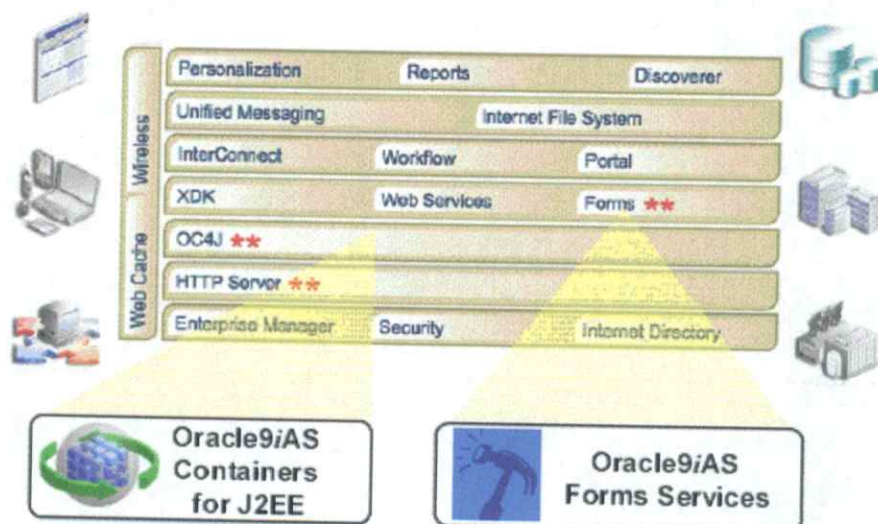 Wireless
Web Cache
Personalization Reports Discoverer
Unified Messaging Internet File System
InterConnect Workflow Portal
XDK Web Services Forms **
OC4J **
HTTP Server **
Enterprise Manager Security Internet Directory
Oracle9iAS
Containers
for J2EE
Oracle9iAS
Forms Services